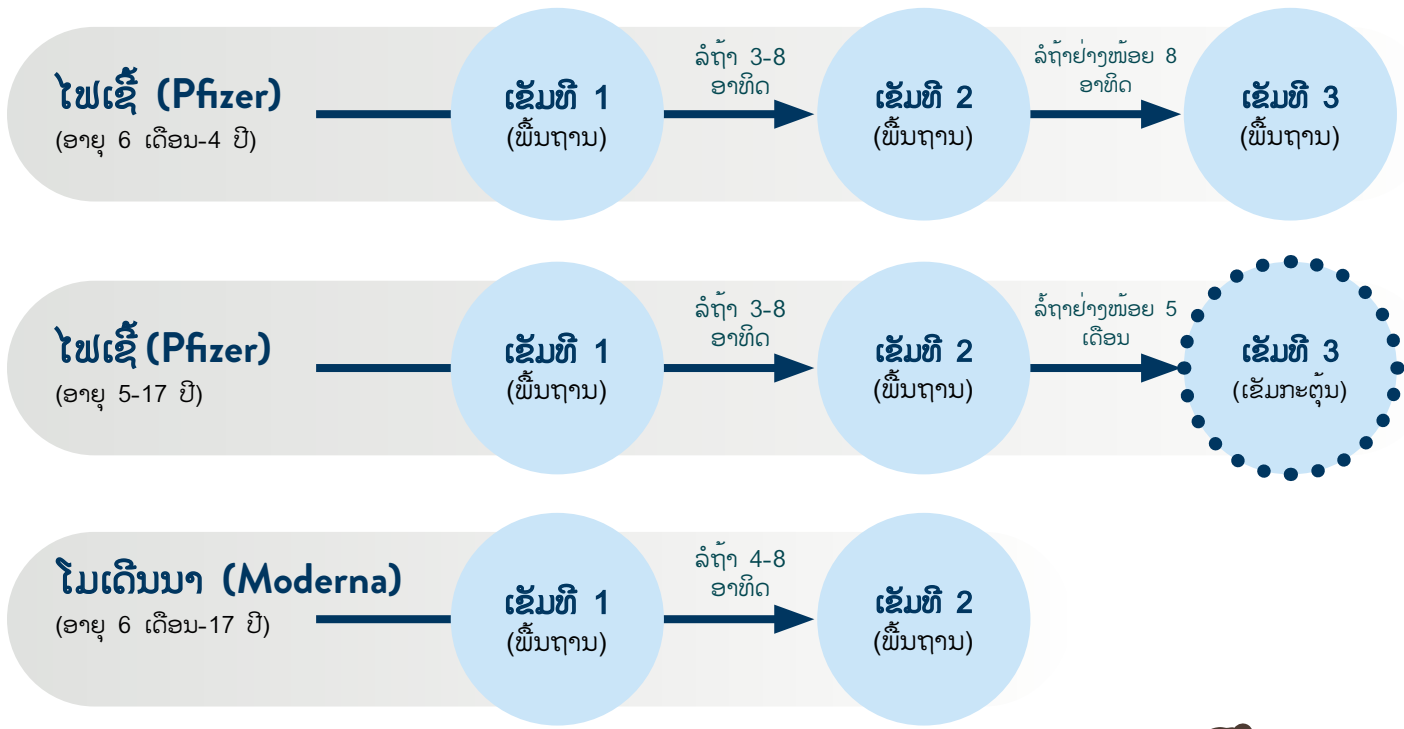 ໄຟເຊີ້ (Pfizer)
(ອາຍຸ 6 ເດືອນ-4 ປີ)
ເຂັມທີ 1
(ພື້ນຖານ)
ລໍຖ້າ 3-8
ອາທິດ
ເຂັມທີ 2
(ພື້ນຖານ)
ລໍຖ້າຢ່າງໜ້ອຍ 8
ອາທິດ
ເຂັມທີ 3
(ພື້ນຖານ)
ໄຟເຊີ້ (Pfizer)
(ອາຍຸ 5-17 ປີ)
ເຂັມທີ 1
(ພື້ນຖານ)
ລໍຖ້າ 3-8
ອາທິດ
ເຂັມທີ 2
(ພື້ນຖານ)
ລໍ້ຖ້າຢ່າງໜ້ອຍ 5
ເດືອນ
ເຂັມທີ 3
(ເຂັມກະຕຸ້ນ)
ໂມເດີນນາ (Moderna)
(ອາຍຸ 6 ເດືອນ-17 ປີ)
ເຂັມທີ 1
(ພື້ນຖານ)
ລໍຖ້າ 4-8
ອາທິດ
ເຂັມທີ 2
(ພື້ນຖານ)